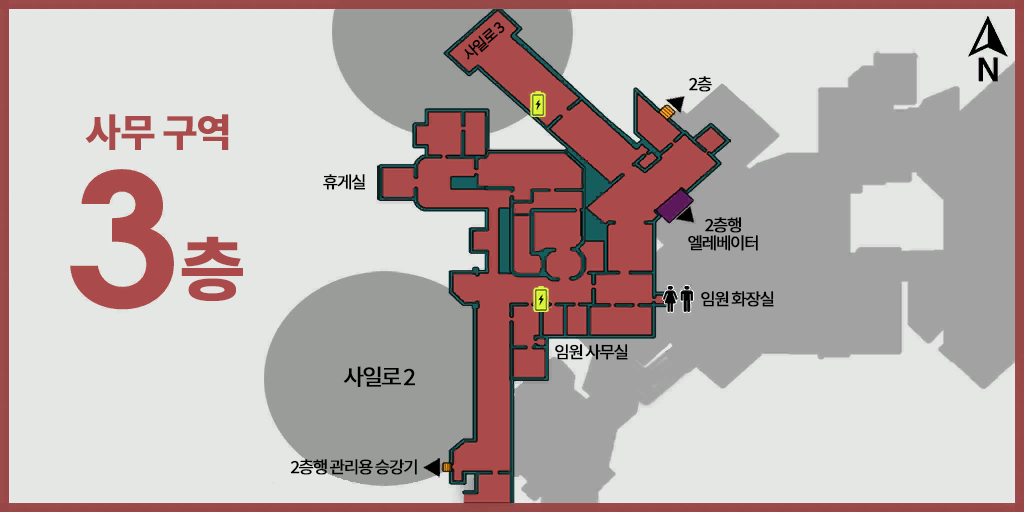 사무 구역
3층
사일로 3
2층
휴게실
2층행
엘레베이터
임원 화장실
임원 사무실
사일로 2
2층행 관리용 승강기
N